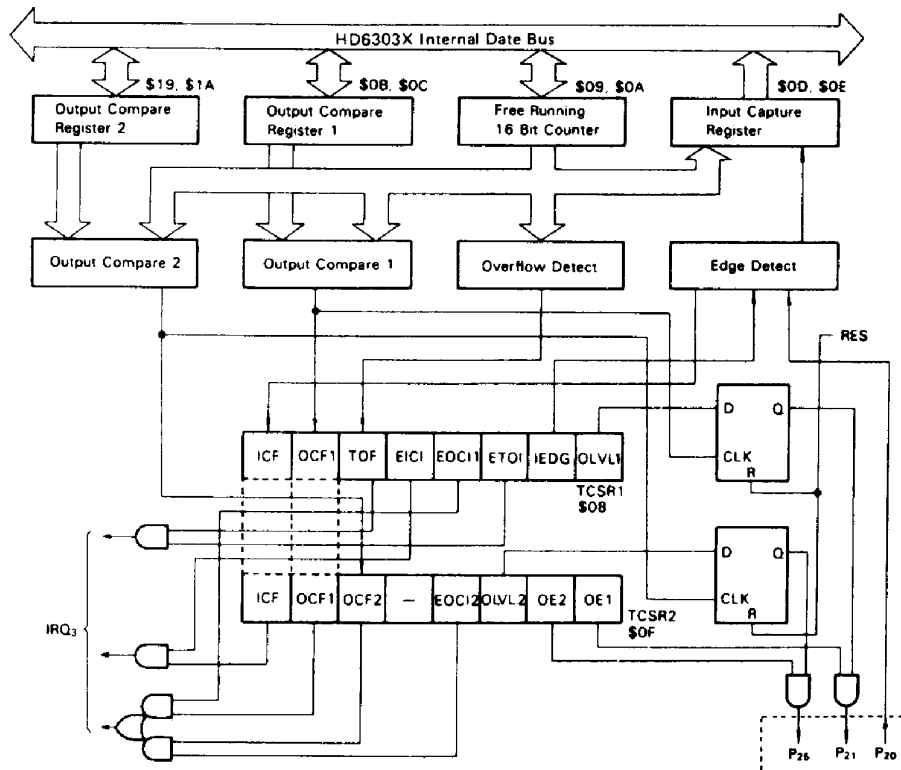 HD6303X Internal Date Bus
$19, $1A
$0B, $0C
$09, $0A
$0D, $0E
Output Compare
Register 2
Output Compare
Register 1
Free Running
16 Bit Counter
Input Capture
Register
Output Compare 2
Output Compare 1
Overflow Detect
Edge Detect
RES
D Q
CLK
R
ICF OCF1 TOF EICI EOCI1 ETOI IEDG OLVL1
TCSR1
$08
D Q
CLK
R
ICF OCF1 OCF2 — EOCI2 OLVL2 OE2 OE1
TCSR2
$0F
IRQ₃
P₂₅ P₂₁ P₂₀